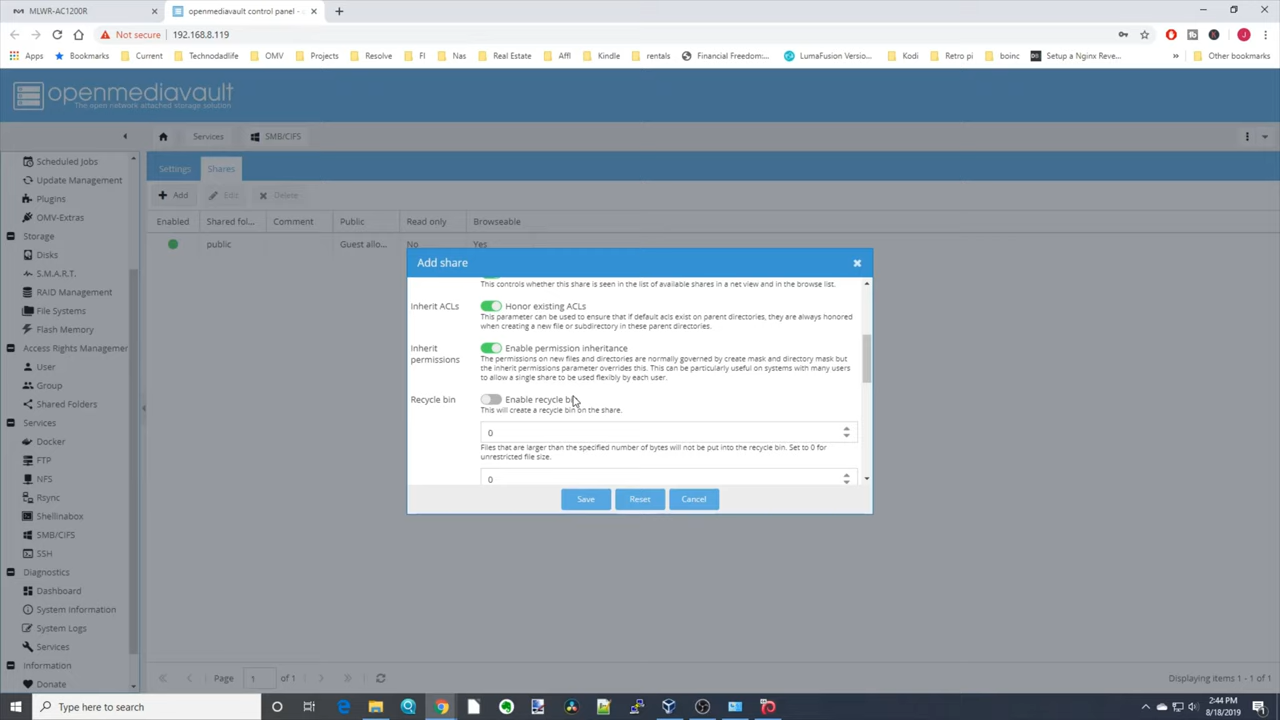 MLWR-AC1200R
openmediavault control panel -
Not secure
192.168.8.119
Apps
Bookmarks
Current
Technodadlife
OMV
Projects
Resolve
FI
Nas
Real Estate
Affl
Kindle
rentals
Financial Freedom:...
LumaFusion Versio...
Kodi
Retro pi
boinc
Setup a Nginx Reve...
»
Other bookmarks
openmediavault
The open network attached storage solution
Services
SMB/CIFS
Scheduled Jobs
Update Management
Plugins
OMV-Extras
Storage
Disks
S.M.A.R.T.
RAID Management
File Systems
Flash Memory
Access Rights Managemen
User
Group
Shared Folders
Services
Docker
FTP
NFS
Rsync
Shellinabox
SMB/CIFS
SSH
Diagnostics
Dashboard
System Information
System Logs
Services
Information
Donate
Settings
Shares
Add
Edit
Delete
Enabled
Shared fol...
Comment
Public
Read only
Browseable
public
Guest allo...
No
Yes
Add share
This controls whether this share is seen in the list of available shares in a net view and in the browse list.
Inherit ACLs
Honor existing ACLs
This parameter can be used to ensure that if default acls exist on parent directories, they are always honored
when creating a new file or subdirectory in these parent directories.
Inherit
permissions
Enable permission inheritance
The permissions on new files and directories are normally governed by create mask and directory mask but
the inherit permissions parameter overrides this. This can be particularly useful on systems with many users
to allow a single share to be used flexibly by each user.
Recycle bin
Enable recycle bin
This will create a recycle bin on the share.
0
Files that are larger than the specified number of bytes will not be put into the recycle bin. Set to 0 for
unrestricted file size.
0
Save
Reset
Cancel
Page
1
of 1
Displaying items 1 - 1 of 1
Type here to search
2:44 PM
8/18/2019